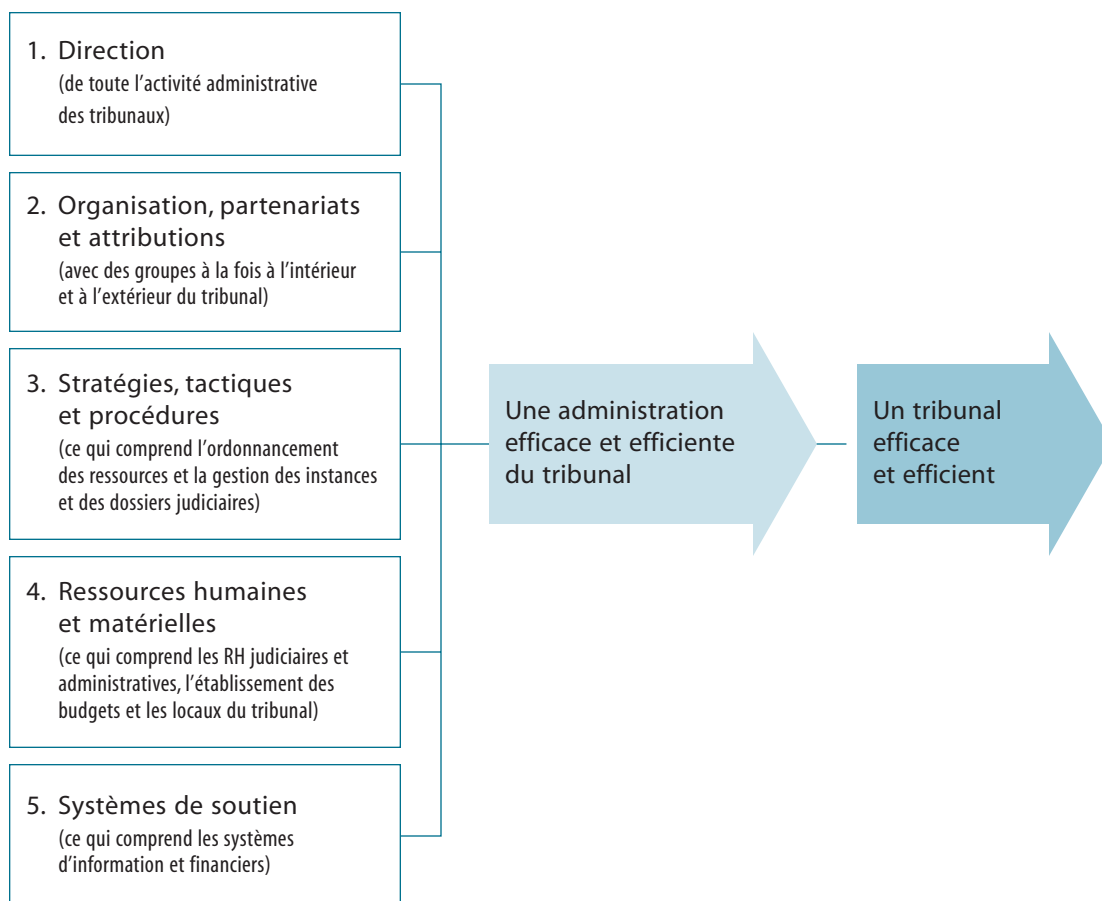 1. Direction
(de toute l'activité administrative
des tribunaux)
2. Organisation, partenariats
et attributions
(avec des groupes à la fois à l'intérieur
et à l'extérieur du tribunal)
3. Stratégies, tactiques
et procédures
(ce qui comprend l'ordonnancement
des ressources et la gestion des instances
et des dossiers judiciaires)
4. Ressources humaines
et matérielles
(ce qui comprend les RH judiciaires et
administratives, l'établissement des
budgets et les locaux du tribunal)
5. Systèmes de soutien
(ce qui comprend les systèmes
d'information et financiers)
Une administration
efficace et efficiente
du tribunal
Un tribunal
efficace
et efficient